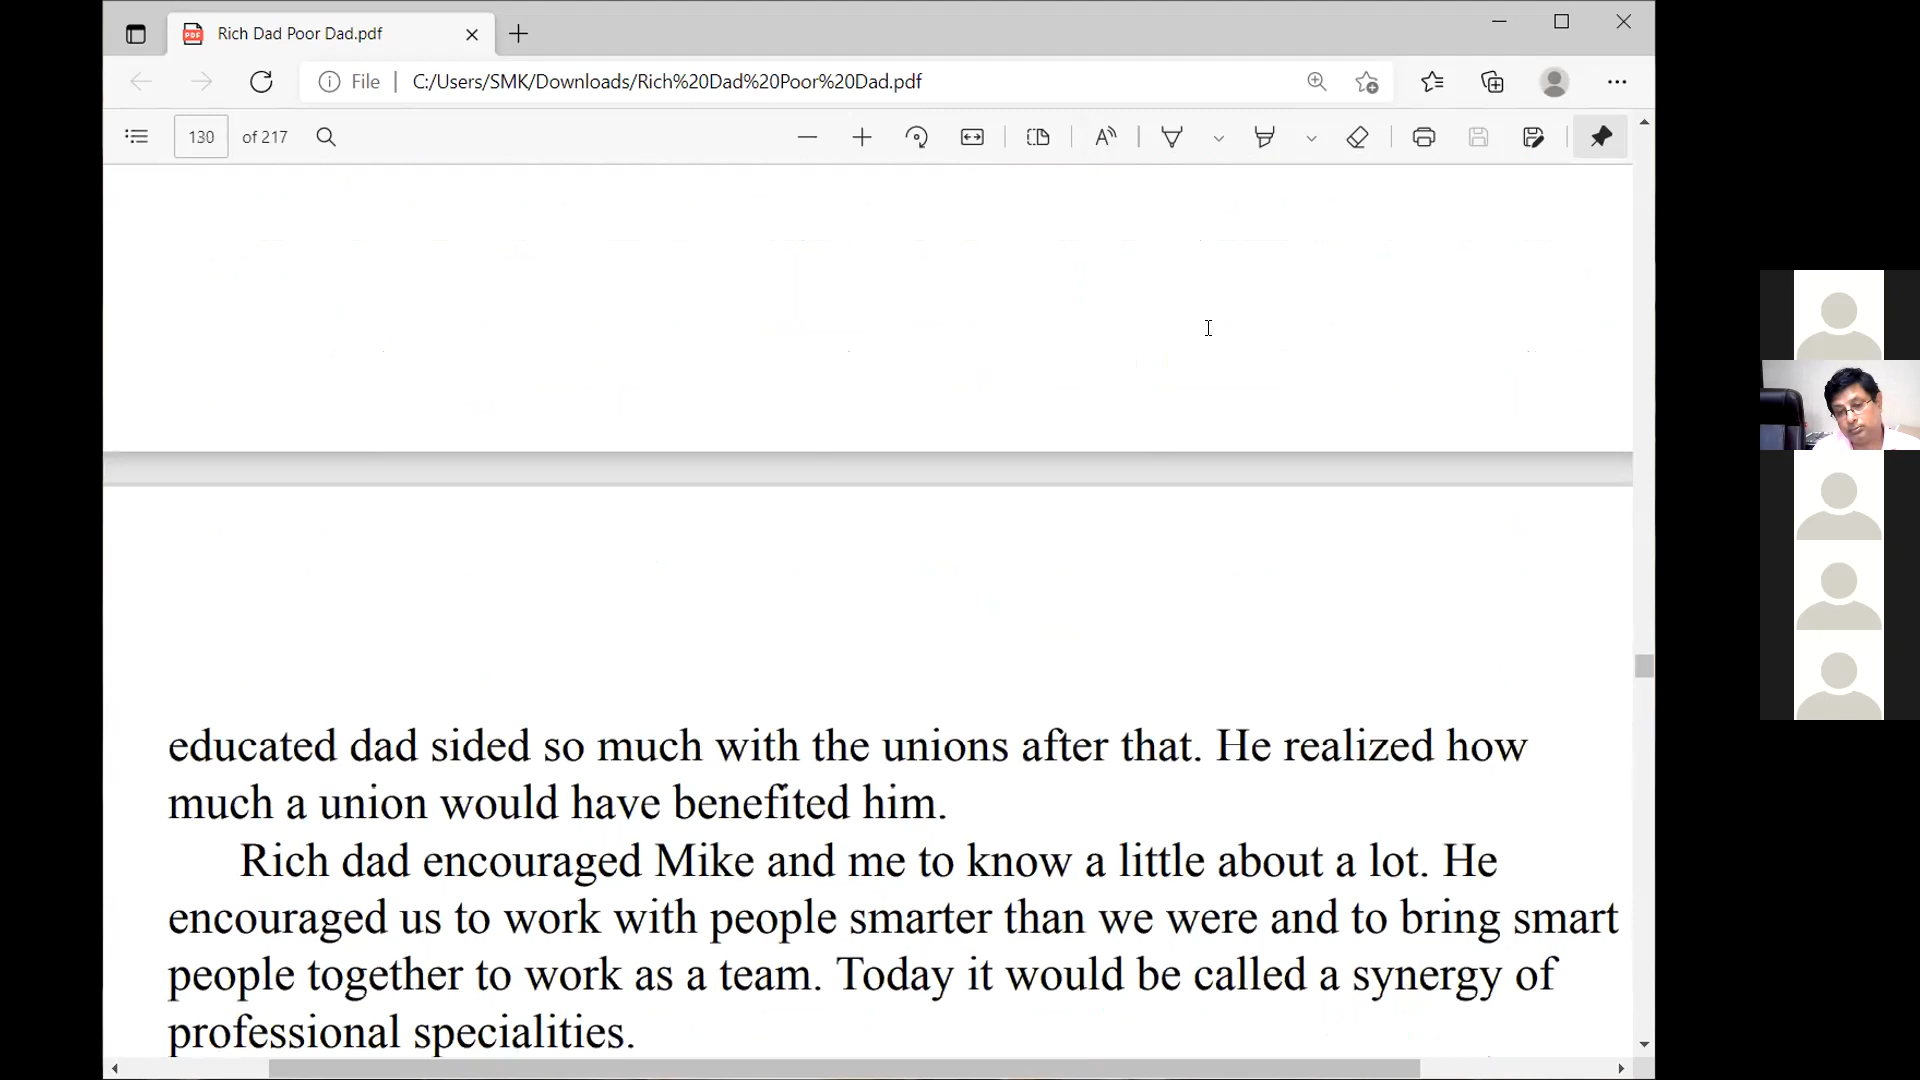 Rich Dad Poor Dad.pdf
File C:/Users/SMK/Downloads/Rich%20Dad%20Poor%20Dad.pdf
130 of 217
educated dad sided so much with the unions after that. He realized how
much a union would have benefited him.
Rich dad encouraged Mike and me to know a little about a lot. He
encouraged us to work with people smarter than we were and to bring smart
people together to work as a team. Today it would be called a synergy of
professional specialities.